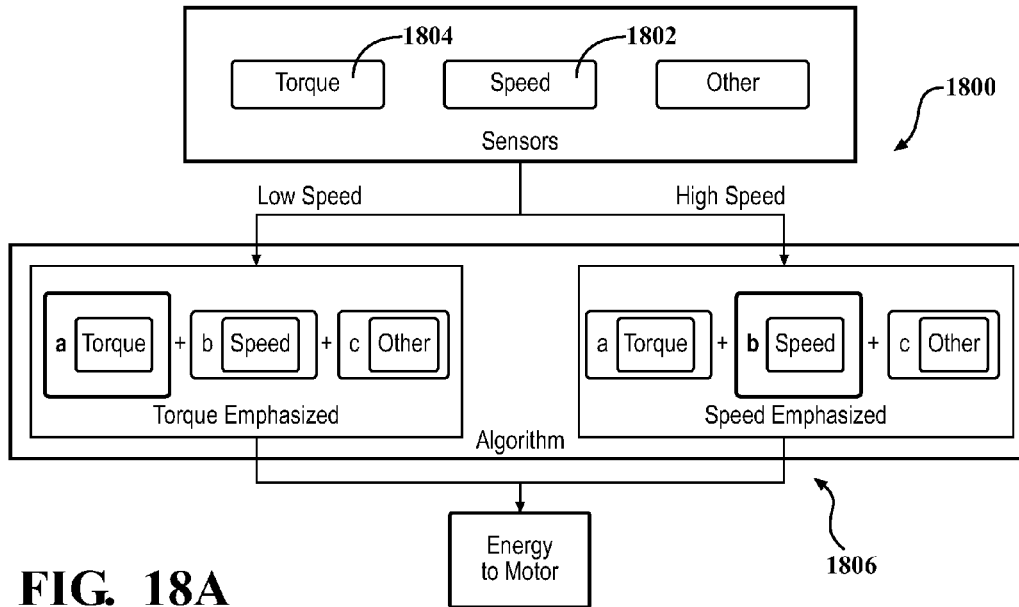 1804 1802
Torque Speed Other
1800
Sensors
Low Speed High Speed
a Torque + b Speed + c Other a Torque + b Speed + c Other
Torque Emphasized Speed Emphasized
Algorithm
Energy
to Motor
1806
FIG. 18A